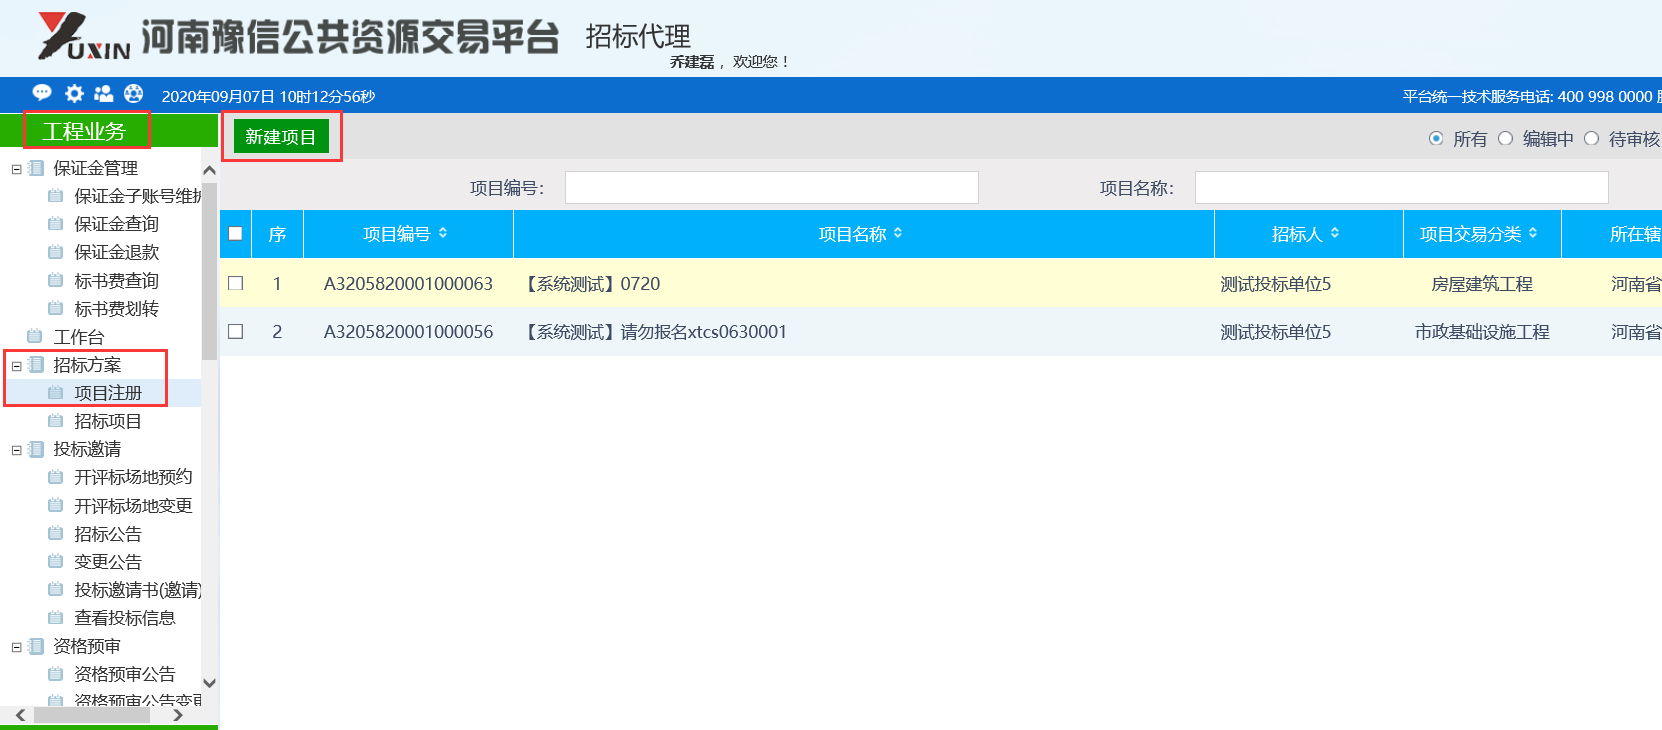 YUXIN 河南豫信公共资源交易平台 招标代理
乔建磊，欢迎您！
2020年09月07日 10时12分56秒
平台统一技术服务电话: 400 998 0000
工程业务
新建项目
所有 编辑中 待审核
项目编号：
项目名称：
保证金管理
保证金子账号维护
保证金查询
保证金退款
标书费查询
标书费划转
工作台
招标方案
项目注册
招标项目
投标邀请
开评标场地预约
开评标场地变更
招标公告
变更公告
投标邀请书(邀请)
查看投标信息
资格预审
资格预审公告
资格预审公告变更
序 项目编号 项目名称 招标人 项目交易分类 所在辖
1 A3205820001000063 【系统测试】0720 测试投标单位5 房屋建筑工程 河南省
2 A3205820001000056 【系统测试】请勿报名xtcs0630001 测试投标单位5 市政基础设施工程 河南省